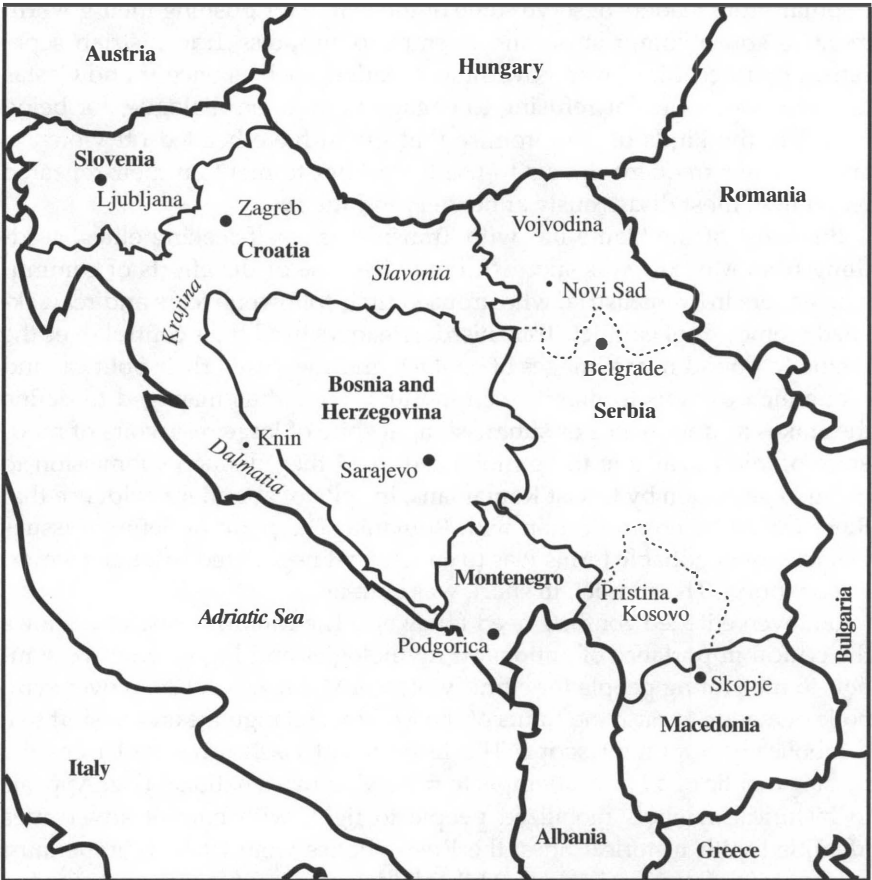 Austria
Hungary
Slovenia
Ljubljana
Zagreb
Croatia
Romania
Vojvodina
Slavonia
Krajina
Novi Sad
Belgrade
Bosnia and
Herzegovina
Serbia
Knin
Sarajevo
Dalmatia
Montenegro
Pristina
Kosovo
Adriatic Sea
Podgorica
Bulgaria
Skopje
Macedonia
Italy
Albania
Greece